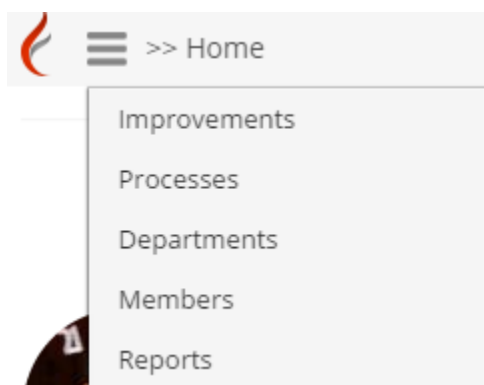 >> Home
Improvements
Processes
Departments
Members
Reports